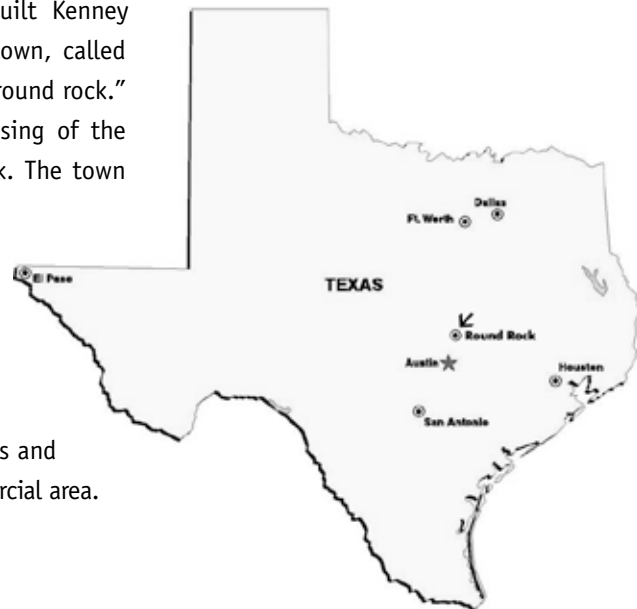 uilt Kenney
own, called
round rock.”
sing of the
k. The town
s and
rcial area.
Dallas
Ft. Worth
El Paso
TEXAS
Round Rock
Austin
Houston
San Antonio